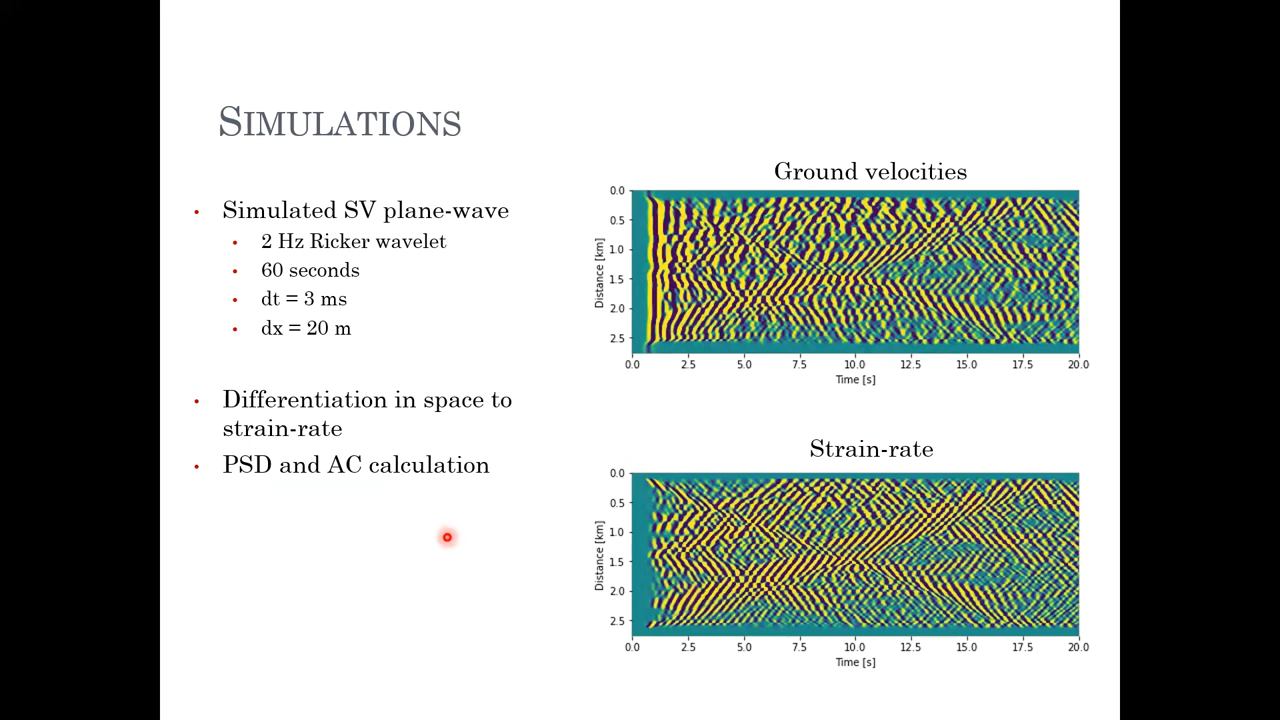 SIMULATIONS
• Simulated SV plane-wave
• 2 Hz Ricker wavelet
• 60 seconds
• dt = 3 ms
• dx = 20 m
• Differentiation in space to
strain-rate
• PSD and AC calculation
Ground velocities
0.0
0.5
1.0
1.5
2.0
2.5
Distance [km]
0.0 2.5 5.0 7.5 10.0 12.5 15.0 17.5 20.0
Time [s]
Strain-rate
0.0
0.5
1.0
1.5
2.0
2.5
Distance [km]
0.0 2.5 5.0 7.5 10.0 12.5 15.0 17.5 20.0
Time [s]